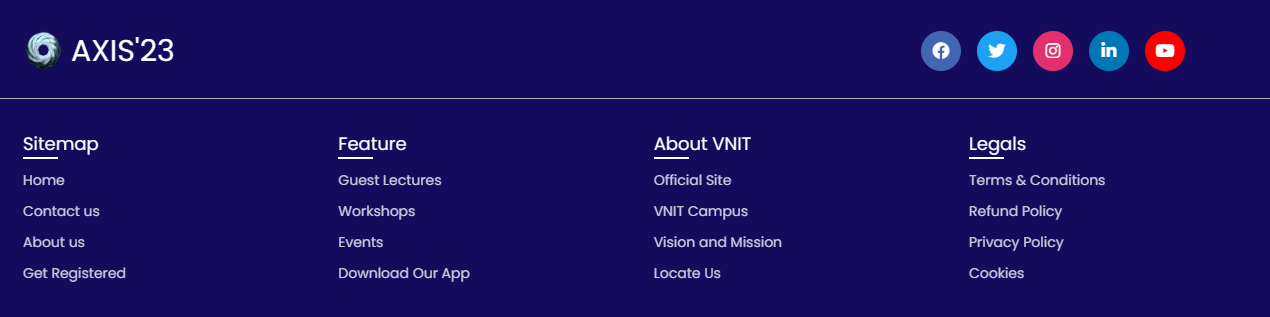 AXIS'23
Sitemap
Home
Contact us
About us
Get Registered
Feature
Guest Lectures
Workshops
Events
Download Our App
About VNIT
Official Site
VNIT Campus
Vision and Mission
Locate Us
Legals
Terms & Conditions
Refund Policy
Privacy Policy
Cookies